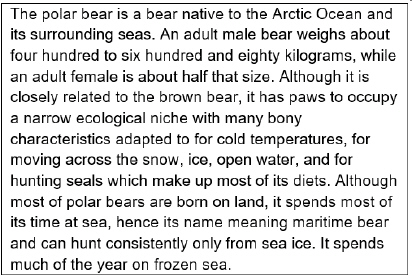 The polar bear is a bear native to the Arctic Ocean and
its surrounding seas. An adult male bear weighs about
four hundred to six hundred and eighty kilograms, while
an adult female is about half that size. Although it is
closely related to the brown bear, it has paws to occupy
a narrow ecological niche with many bony
characteristics adapted to for cold temperatures, for
moving across the snow, ice, open water, and for
hunting seals which make up most of its diets. Although
most of polar bears are born on land, it spends most of
its time at sea, hence its name meaning maritime bear
and can hunt consistently only from sea ice. It spends
much of the year on frozen sea.